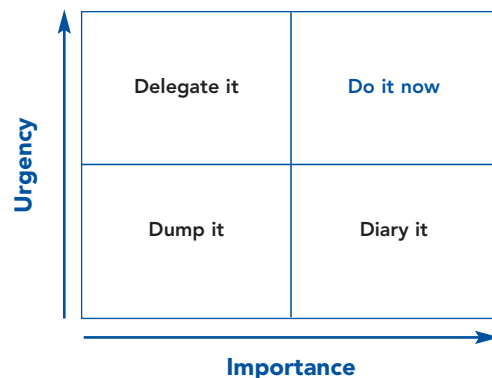 Delegate it
Do it now
Urgency
Dump it
Diary it
Importance